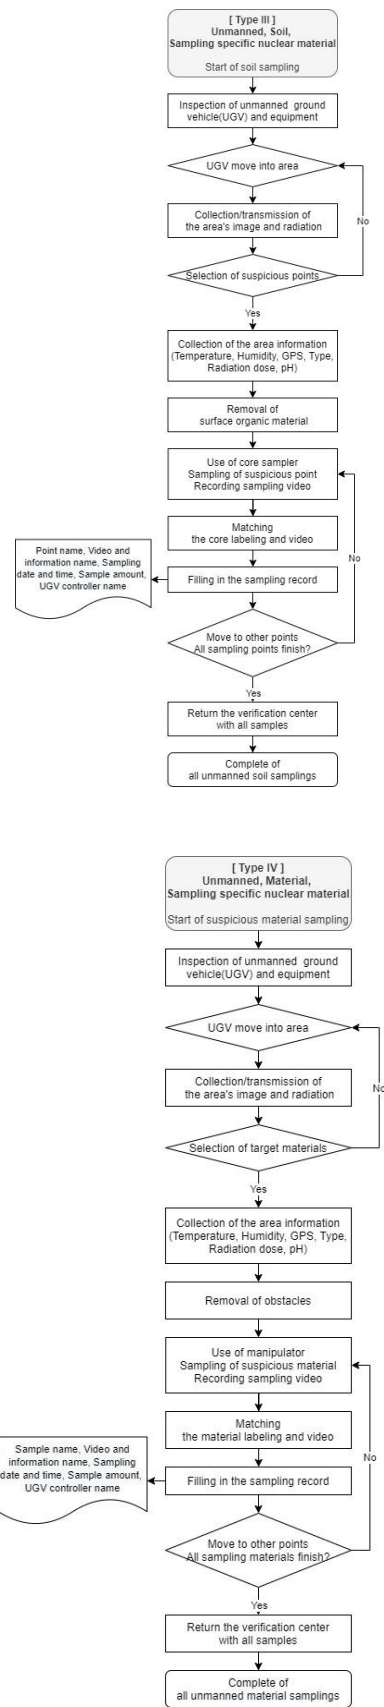 [ Type III ]
Unmanned, Soil,
Sampling specific nuclear material
Start of soil sampling
Inspection of unmanned ground
vehicle(UGV) and equipment
UGV move into area
Collection/transmission of
the area's image and radiation
No
Selection of suspicious points
Yes
Collection of the area information
(Temperature, Humidity, GPS, Type,
Radiation dose, pH)
Removal of
surface organic material
Use of core sampler
Sampling of suspicious point
Recording sampling video
Matching
the core labeling and video
No
Point name, Video and
information name, Sampling
date and time, Sample amount,
UGV controller name
Filling in the sampling record
Move to other points
All sampling points finish?
Yes
Return the verification center
with all samples
Complete of
all unmanned soil samplings
[ Type IV ]
Unmanned, Material,
Sampling specific nuclear material
Start of suspicious material sampling
Inspection of unmanned ground
vehicle(UGV) and equipment
UGV move into area
Collection/transmission of
the area's image and radiation
No
Selection of target materials
Yes
Collection of the area information
(Temperature, Humidity, GPS, Type,
Radiation dose, pH)
Removal of obstacles
Use of manipulator
Sampling of suspicious material
Recording sampling video
Matching
the material labeling and video
No
Sample name, Video and
information name, Sampling
date and time, Sample amount,
UGV controller name
Filling in the sampling record
Move to other points
All sampling materials finish?
Yes
Return the verification center
with all samples
Complete of
all unmanned material samplings